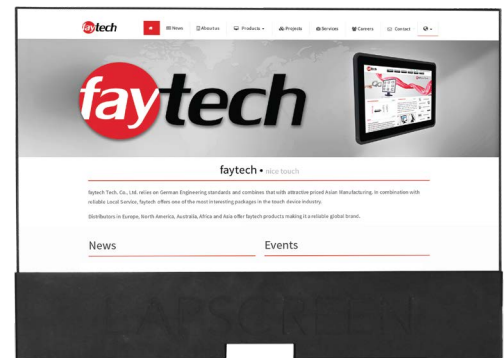 faytech
News
About us
Products
Projects
Services
Careers
Contact
faytech
faytech • nice touch
faytech Tech. Co., Ltd. relies on German Engineering standards and combines that with attractive priced Asian Manufacturing. In combination with
reliable Local Service, faytech offers one of the most interesting packages in the touch device industry.
Distributors in Europe, North America, Australia, Africa and Asia offer faytech products making it a reliable global brand.
News Events
LAPSCREEN